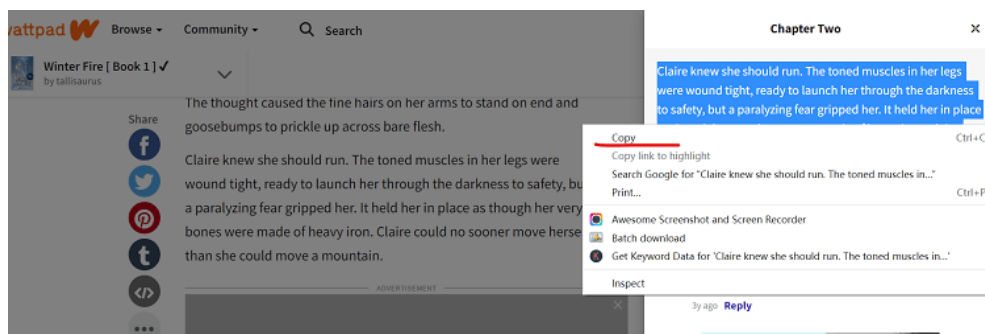 wattpad Browse Community Search
Chapter Two
Winter Fire [ Book 1 ] ✓
by tallisaurus
Share
The thought caused the fine hairs on her arms to stand on end and
goosebumps to prickle up across bare flesh.
Claire knew she should run. The toned muscles in her legs were
wound tight, ready to launch her through the darkness to safety, bu
a paralyzing fear gripped her. It held her in place as though her very
bones were made of heavy iron. Claire could no sooner move herse
than she could move a mountain.
ADVERTISEMENT
Claire knew she should run. The toned muscles in her legs
were wound tight, ready to launch her through the darkness
to safety, but a paralyzing fear gripped her. It held her in place
Copy Ctrl+C
Copy link to highlight
Search Google for "Claire knew she should run. The toned muscles in..."
Print... Ctrl+P
Awesome Screenshot and Screen Recorder
Batch download
Get Keyword Data for 'Claire knew she should run. The toned muscles in...'
Inspect
3y ago Reply